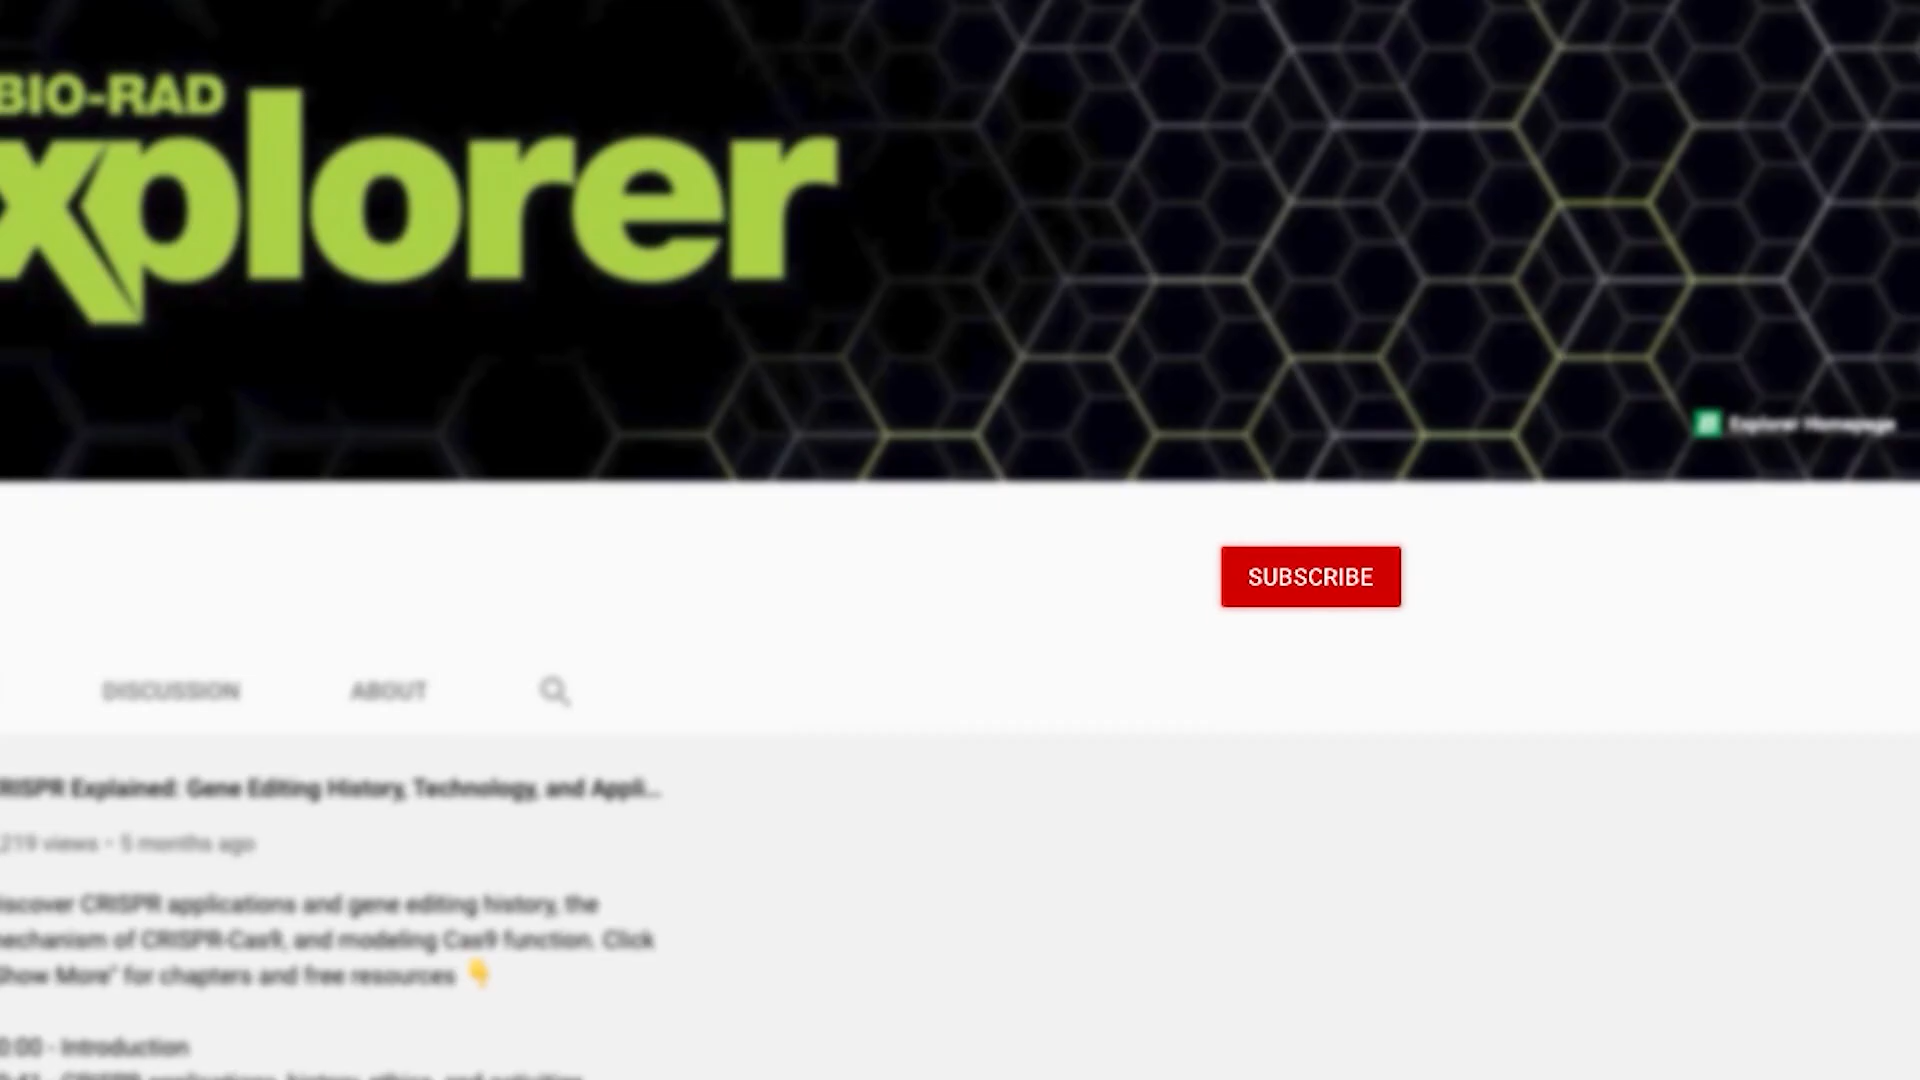 BIO-RAD
xplorer
Explorer Homepage
SUBSCRIBE
DISCUSSION
ABOUT
RISPR Explained: Gene Editing History, Technology, and Appli...
219 views • 5 months ago
iscover CRISPR applications and gene editing history, the
echanism of CRISPR-Cas9, and modeling Cas9 function. Click
Show More" for chapters and free resources 👇
0:00 - Introduction